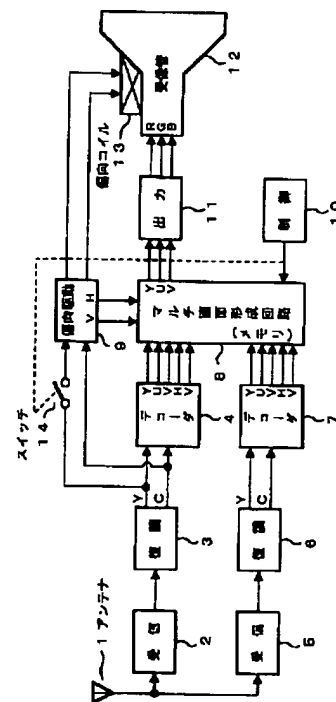 1 アンテナ
受信
2
復調
3
Y
C
デコーダ
4
Y
U
V
H
V
受信
5
復調
6
Y
C
デコーダ
7
Y
U
V
H
V
スイッチ
14
偏向駆動
V H
9
マルチ画面形成回路
(メモリ)
8
Y
U
V
出力
11
R
G
B
制御
10
偏向コイル
13
受像管
12